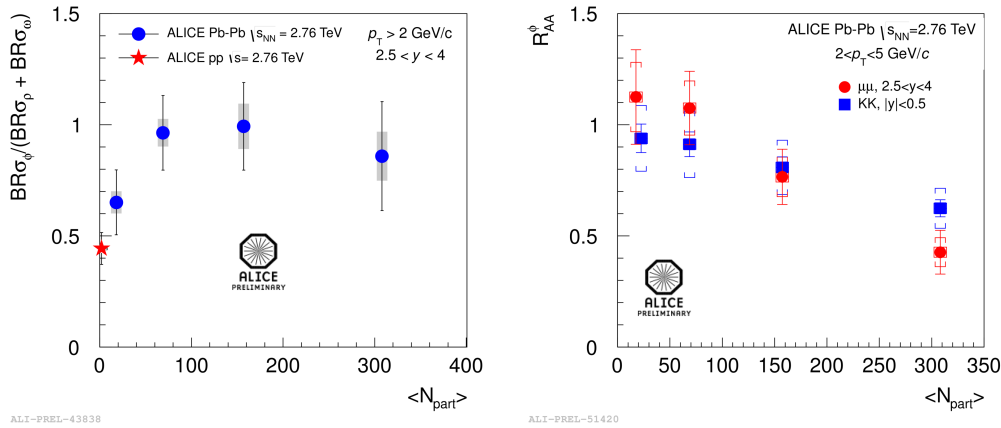 BRσϕ/(BRσρ + BRσω)
1.5
1
0.5
0
ALICE Pb-Pb √sNN = 2.76 TeV
ALICE pp √s= 2.76 TeV
pT > 2 GeV/c
2.5 < y < 4
ALICE
PRELIMINARY
0 100 200 300 400
<Npart>
ALI-PREL-43838
RϕAA
1.5
1
0.5
0
ALICE Pb-Pb √sNN=2.76 TeV
2<pT<5 GeV/c
μμ, 2.5<y<4
KK, |y|<0.5
ALICE
PRELIMINARY
0 50 100 150 200 250 300 350
<Npart>
ALI-PREL-51420